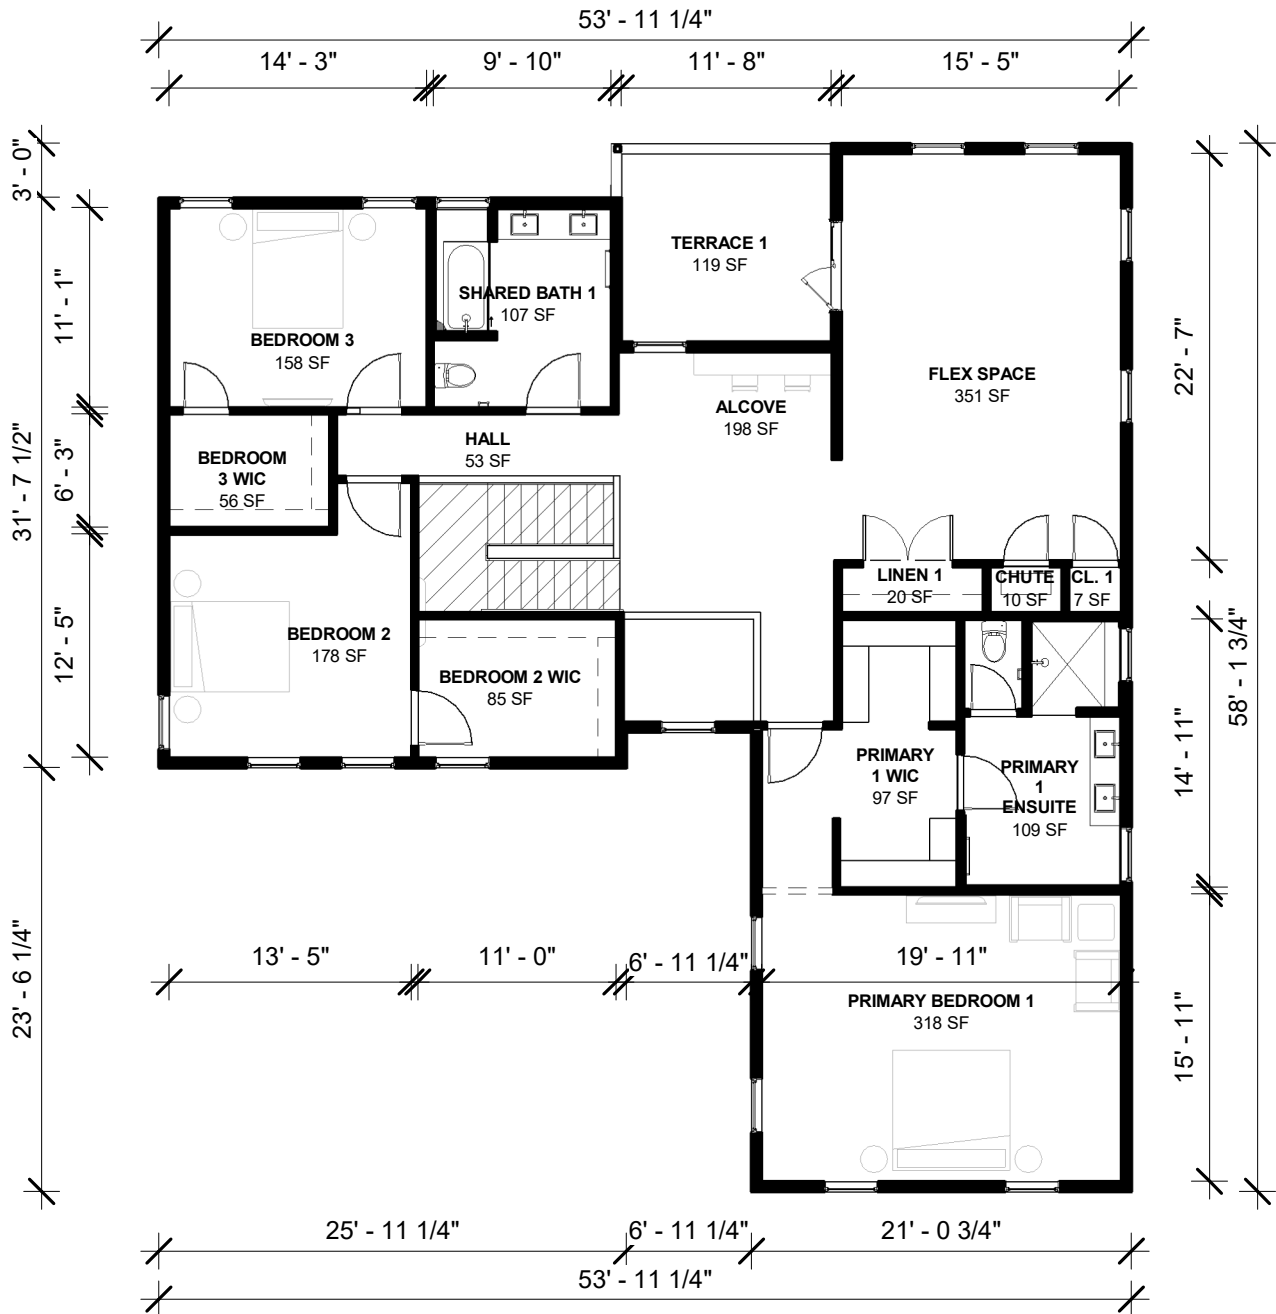 53' - 11 1/4"
14' - 3"
9' - 10"
11' - 8"
15' - 5"
3' - 0"
11' - 1"
31' - 7 1/2"
6' - 3"
12' - 5"
23' - 6 1/4"
22' - 7"
58' - 1 3/4"
14' - 11"
15' - 11"
TERRACE 1
119 SF
SHARED BATH 1
107 SF
BEDROOM 3
158 SF
FLEX SPACE
351 SF
ALCOVE
198 SF
HALL
53 SF
BEDROOM
3 WIC
56 SF
LINEN 1
20 SF
CHUTE
10 SF
CL. 1
7 SF
BEDROOM 2
178 SF
BEDROOM 2 WIC
85 SF
PRIMARY
1 WIC
97 SF
PRIMARY
1
ENSUITE
109 SF
13' - 5"
11' - 0"
6' - 11 1/4"
19' - 11"
PRIMARY BEDROOM 1
318 SF
25' - 11 1/4"
6' - 11 1/4"
21' - 0 3/4"
53' - 11 1/4"